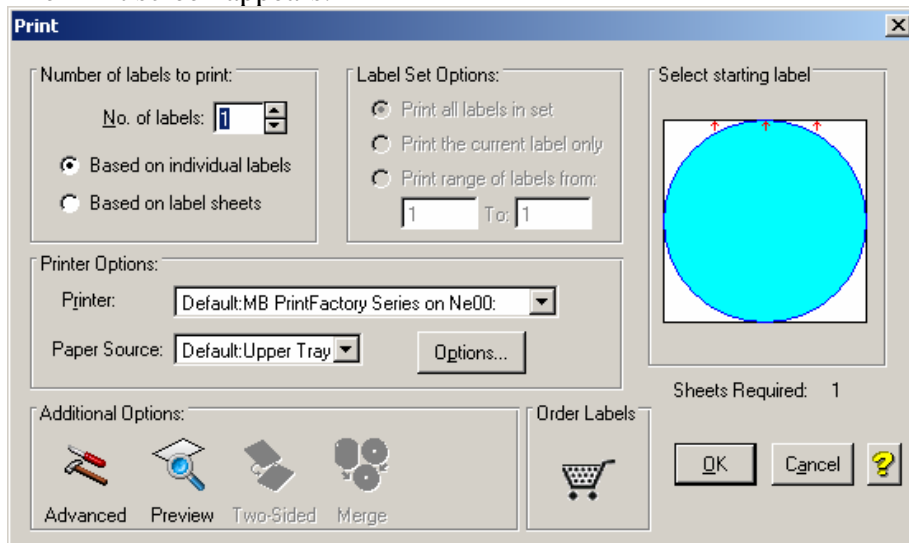 Print
Number of labels to print:
No. of labels: 1
Based on individual labels
Based on label sheets
Label Set Options:
Print all labels in set
Print the current label only
Print range of labels from:
1 To: 1
Select starting label
Printer Options:
Printer: Default:MB PrintFactory Series on Ne00:
Paper Source: Default:Upper Tray
Options...
Sheets Required: 1
Additional Options:
Advanced Preview Two-Sided Merge
Order Labels
OK Cancel ?